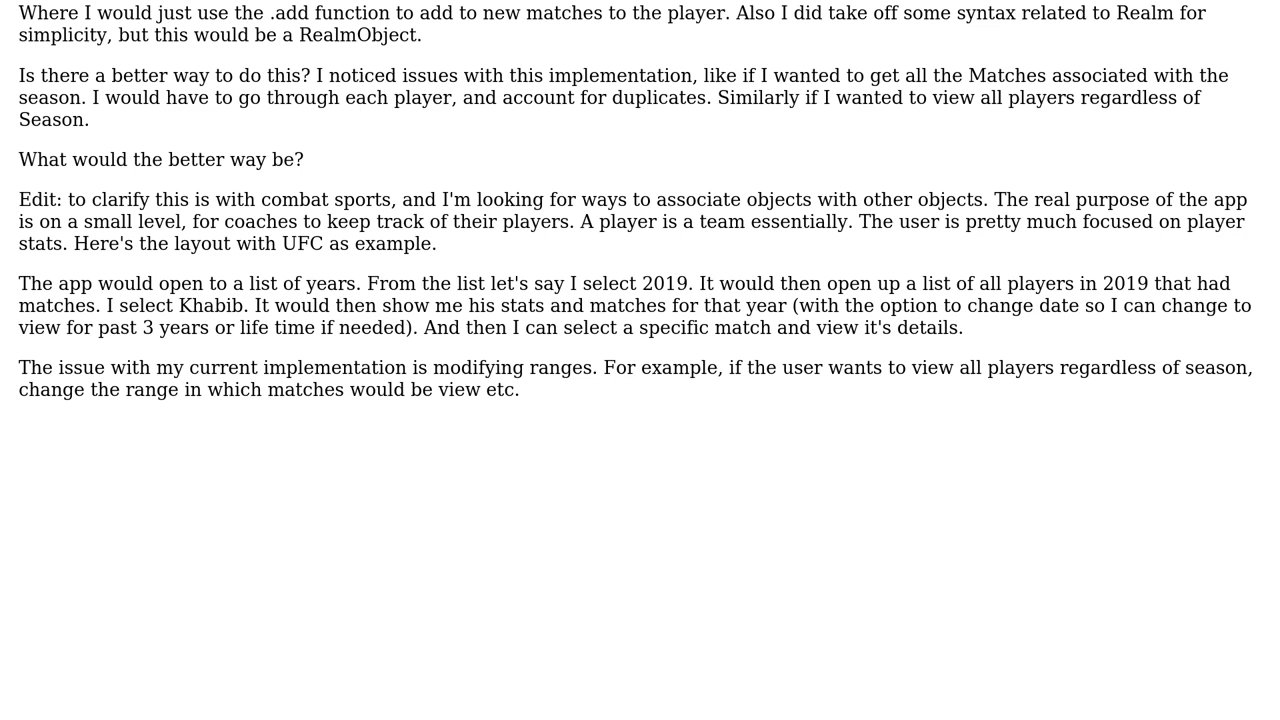 Where I would just use the .add function to add to new matches to the player. Also I did take off some syntax related to Realm for
simplicity, but this would be a RealmObject.
Is there a better way to do this? I noticed issues with this implementation, like if I wanted to get all the Matches associated with the
season. I would have to go through each player, and account for duplicates. Similarly if I wanted to view all players regardless of
Season.
What would the better way be?
Edit: to clarify this is with combat sports, and I'm looking for ways to associate objects with other objects. The real purpose of the app
is on a small level, for coaches to keep track of their players. A player is a team essentially. The user is pretty much focused on player
stats. Here's the layout with UFC as example.
The app would open to a list of years. From the list let's say I select 2019. It would then open up a list of all players in 2019 that had
matches. I select Khabib. It would then show me his stats and matches for that year (with the option to change date so I can change to
view for past 3 years or life time if needed). And then I can select a specific match and view it's details.
The issue with my current implementation is modifying ranges. For example, if the user wants to view all players regardless of season,
change the range in which matches would be view etc.